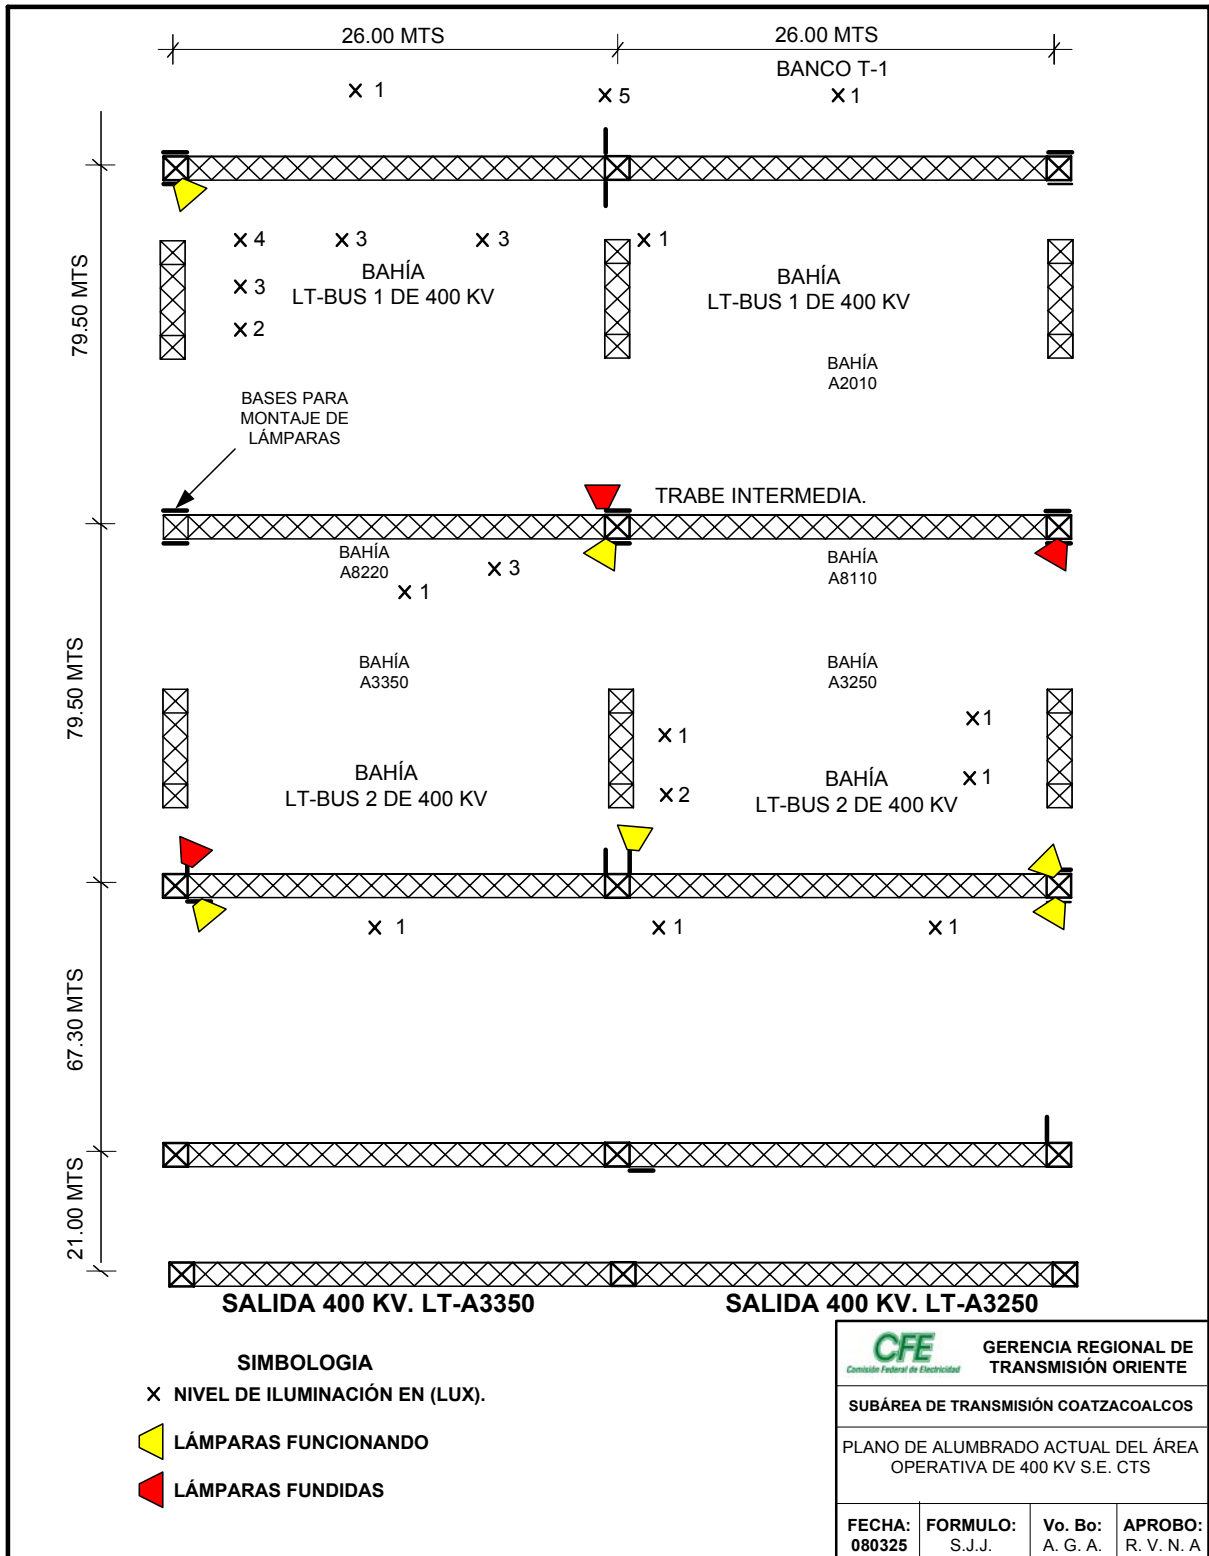 26.00 MTS
26.00 MTS
BANCO T-1
1
5
1
79.50 MTS
4
3
3
1
3
2
BAHÍA
LT-BUS 1 DE 400 KV
BAHÍA
LT-BUS 1 DE 400 KV
BAHÍA
A2010
BASES PARA
MONTAJE DE
LÁMPARAS
TRABE INTERMEDIA.
BAHÍA
A8220
3
1
BAHÍA
A8110
79.50 MTS
BAHÍA
A3350
BAHÍA
A3250
1
1
BAHÍA
LT-BUS 2 DE 400 KV
2
1
BAHÍA
LT-BUS 2 DE 400 KV
1
1
1
67.30 MTS
21.00 MTS
SALIDA 400 KV. LT-A3350
SALIDA 400 KV. LT-A3250
SIMBOLOGIA
NIVEL DE ILUMINACIÓN EN (LUX).
LÁMPARAS FUNCIONANDO
LÁMPARAS FUNDIDAS
CFE
Comisión Federal de Electricidad
GERENCIA REGIONAL DE
TRANSMISIÓN ORIENTE
SUBÁREA DE TRANSMISIÓN COATZACOALCOS
PLANO DE ALUMBRADO ACTUAL DEL ÁREA
OPERATIVA DE 400 KV S.E. CTS
FECHA:
080325
FORMULO:
S.J.J.
Vo. Bo:
A. G. A.
APROBO:
R. V. N. A